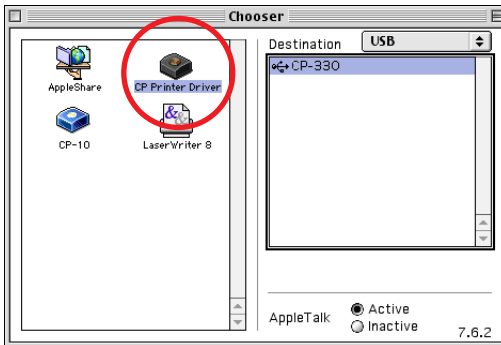 Chooser
AppleShare
CP Printer Driver
CP-10
LaserWriter 8
Destination USB
CP-330
AppleTalk
Active
Inactive
7.6.2